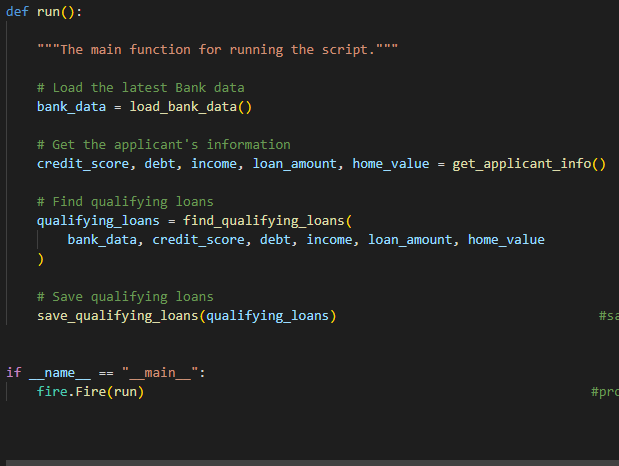 def run():
"""The main function for running the script."""
# Load the latest Bank data
bank_data = load_bank_data()
# Get the applicant's information
credit_score, debt, income, loan_amount, home_value = get_applicant_info()
# Find qualifying loans
qualifying_loans = find_qualifying_loans(
bank_data, credit_score, debt, income, loan_amount, home_value
)
# Save qualifying loans
save_qualifying_loans(qualifying_loans)
if __name__ == "__main__":
fire.Fire(run)